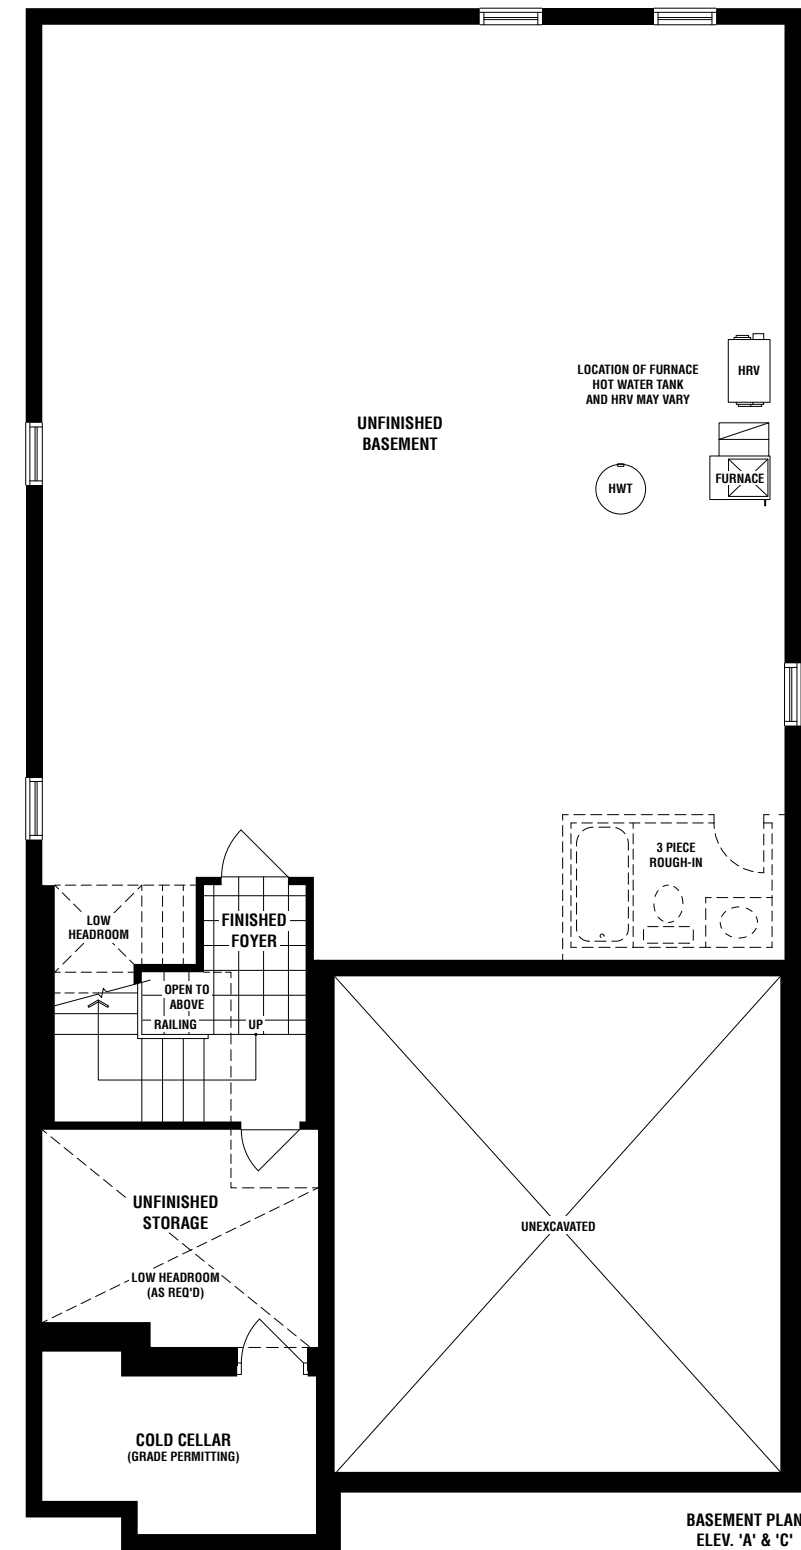 LOCATION OF FURNACE
HOT WATER TANK
AND HRV MAY VARY
HRV
UNFINISHED
BASEMENT
HWT
FURNACE
3 PIECE
ROUGH-IN
LOW
HEADROOM
FINISHED
FOYER
OPEN TO
ABOVE
RAILING
UP
UNFINISHED
STORAGE
LOW HEADROOM
(AS REQ'D)
UNEXCAVATED
COLD CELLAR
(GRADE PERMITTING)
BASEMENT PLAN
ELEV. 'A' & 'C'